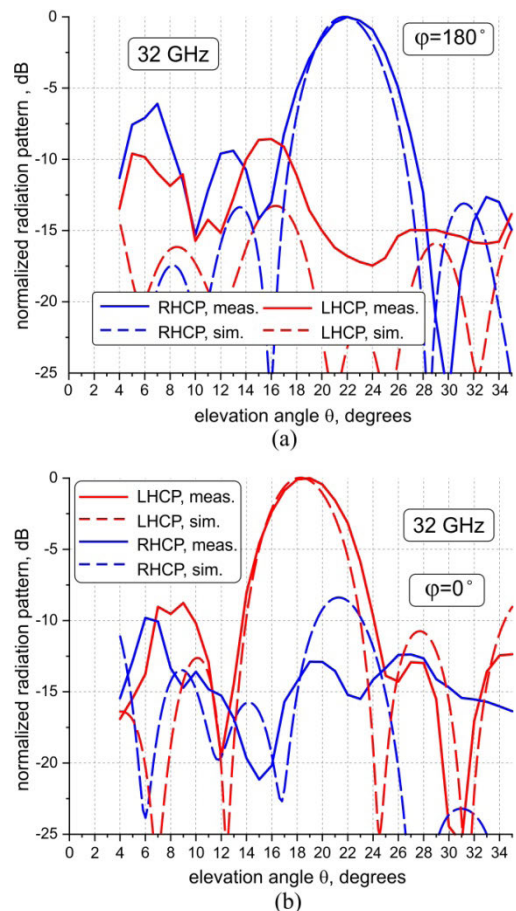 0
-5
-10
-15
-20
-25
normalized radiation pattern , dB
32 GHz
φ=180°
RHCP, meas.
LHCP, meas.
RHCP, sim.
LHCP, sim.
0 2 4 6 8 10 12 14 16 18 20 22 24 26 28 30 32 34
elevation angle θ, degrees
(a)
0
-5
-10
-15
-20
-25
normalized radiation pattern, dB
LHCP, meas.
LHCP, sim.
RHCP, meas.
RHCP, sim.
32 GHz
φ=0°
0 2 4 6 8 10 12 14 16 18 20 22 24 26 28 30 32 34
elevation angle θ, degrees
(b)